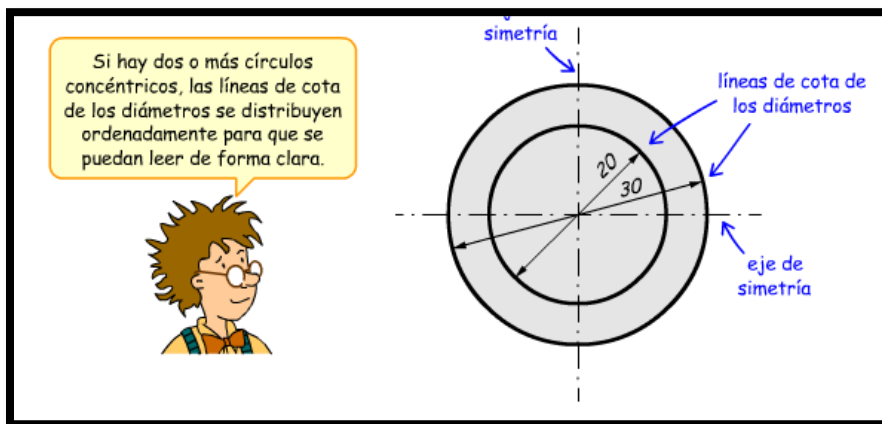 Si hay dos o más círculos
concéntricos, las líneas de cota
de los diámetros se distribuyen
ordenadamente para que se
puedan leer de forma clara.
simetría
líneas de cota de
los diámetros
20
30
eje de
simetría